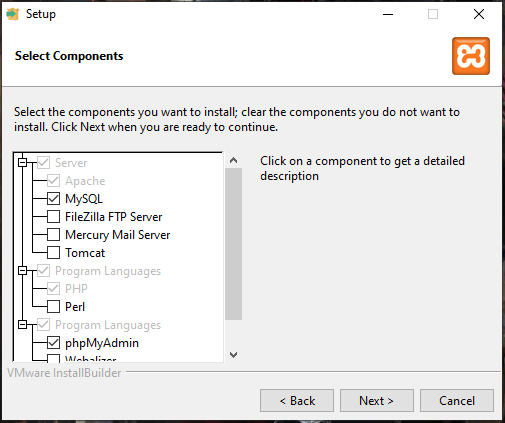 Setup
Select Components
Select the components you want to install; clear the components you do not want to
install. Click Next when you are ready to continue.
Server
Apache
MySQL
FileZilla FTP Server
Mercury Mail Server
Tomcat
Program Languages
PHP
Perl
Program Languages
phpMyAdmin
Webalizer
Click on a component to get a detailed
description
VMware InstallBuilder
< Back
Next >
Cancel